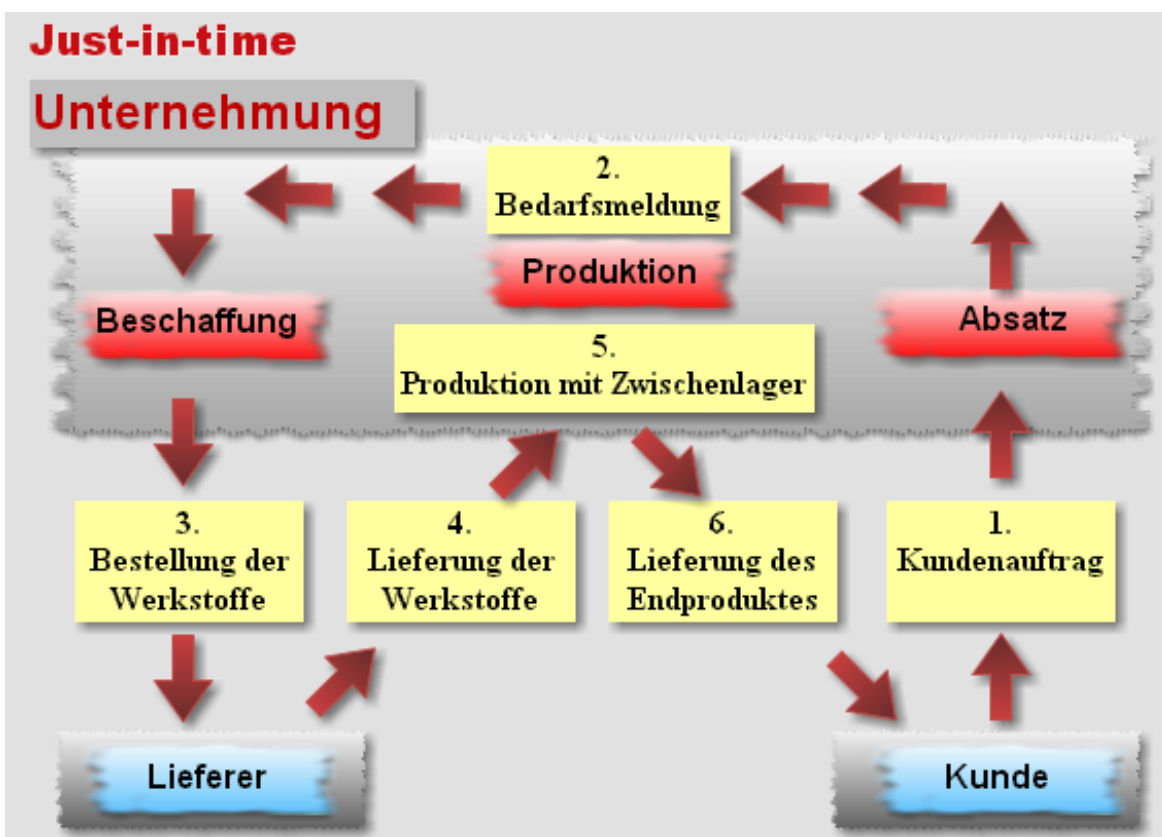 Just-in-time
Unternehmung
2.
Bedarfsmeldung
Produktion
Beschaffung
Absatz
5.
Produktion mit Zwischenlager
3.
Bestellung der
Werkstoffe
4.
Lieferung der
Werkstoffe
6.
Lieferung des
Endproduktes
1.
Kundenauftrag
Lieferer
Kunde